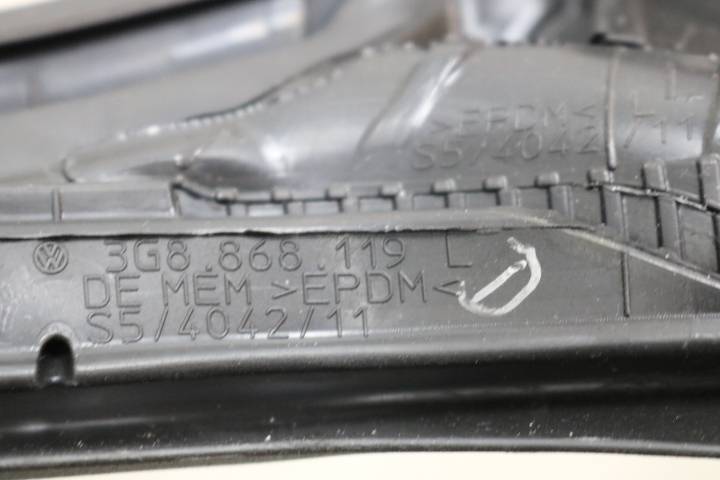 >EPDM< L L
S5/4042/11
3G8.868.119 L
DE MEM >EPDM<
S5/4042/11